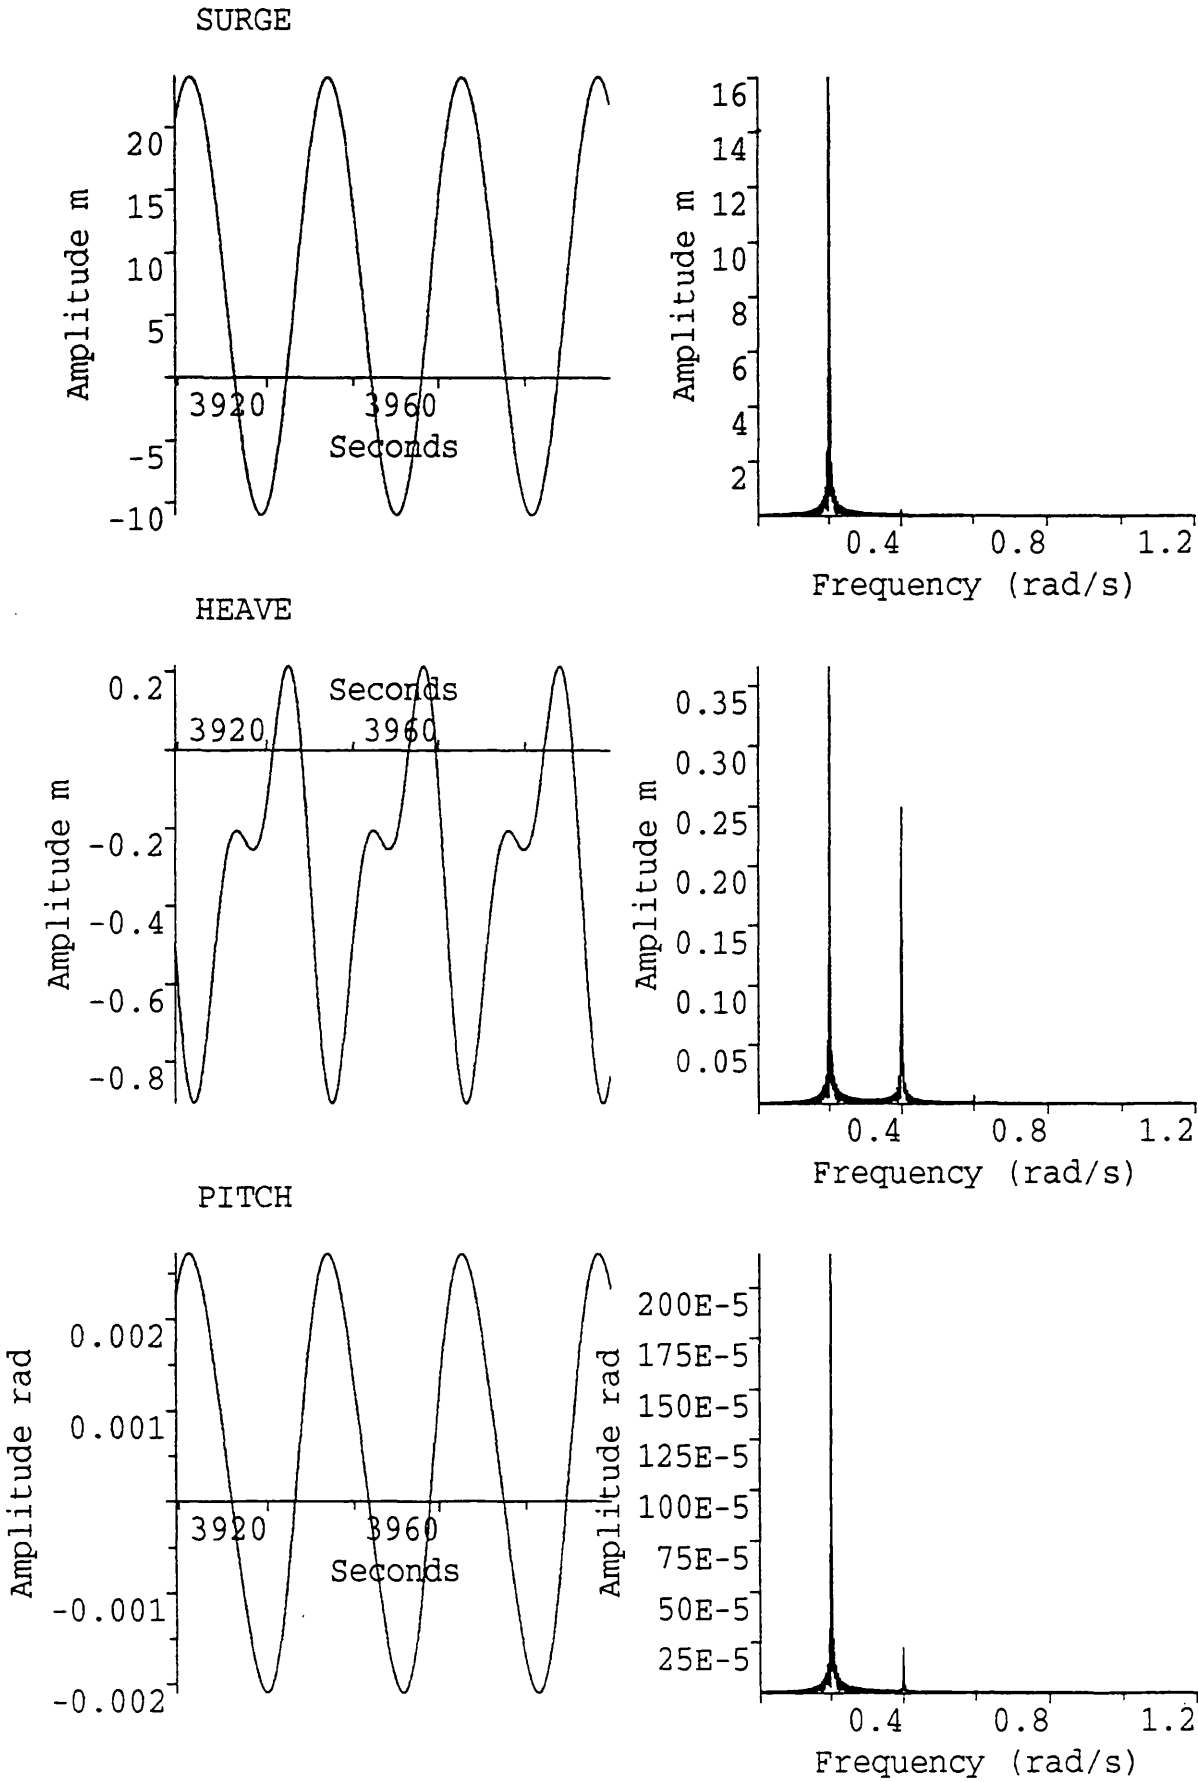 SURGE
Amplitude m
20
15
10
5
-5
-10
3920
3960
Seconds
Amplitude m
16
14
12
10
8
6
4
2
0.4
0.8
1.2
Frequency (rad/s)
HEAVE
Amplitude m
0.2
-0.2
-0.4
-0.6
-0.8
Seconds
3920
3960
Amplitude m
0.35
0.30
0.25
0.20
0.15
0.10
0.05
0.4
0.8
1.2
Frequency (rad/s)
PITCH
Amplitude rad
0.002
0.001
-0.001
-0.002
3920
3960
Seconds
Amplitude rad
200E-5
175E-5
150E-5
125E-5
100E-5
75E-5
50E-5
25E-5
0.4
0.8
1.2
Frequency (rad/s)